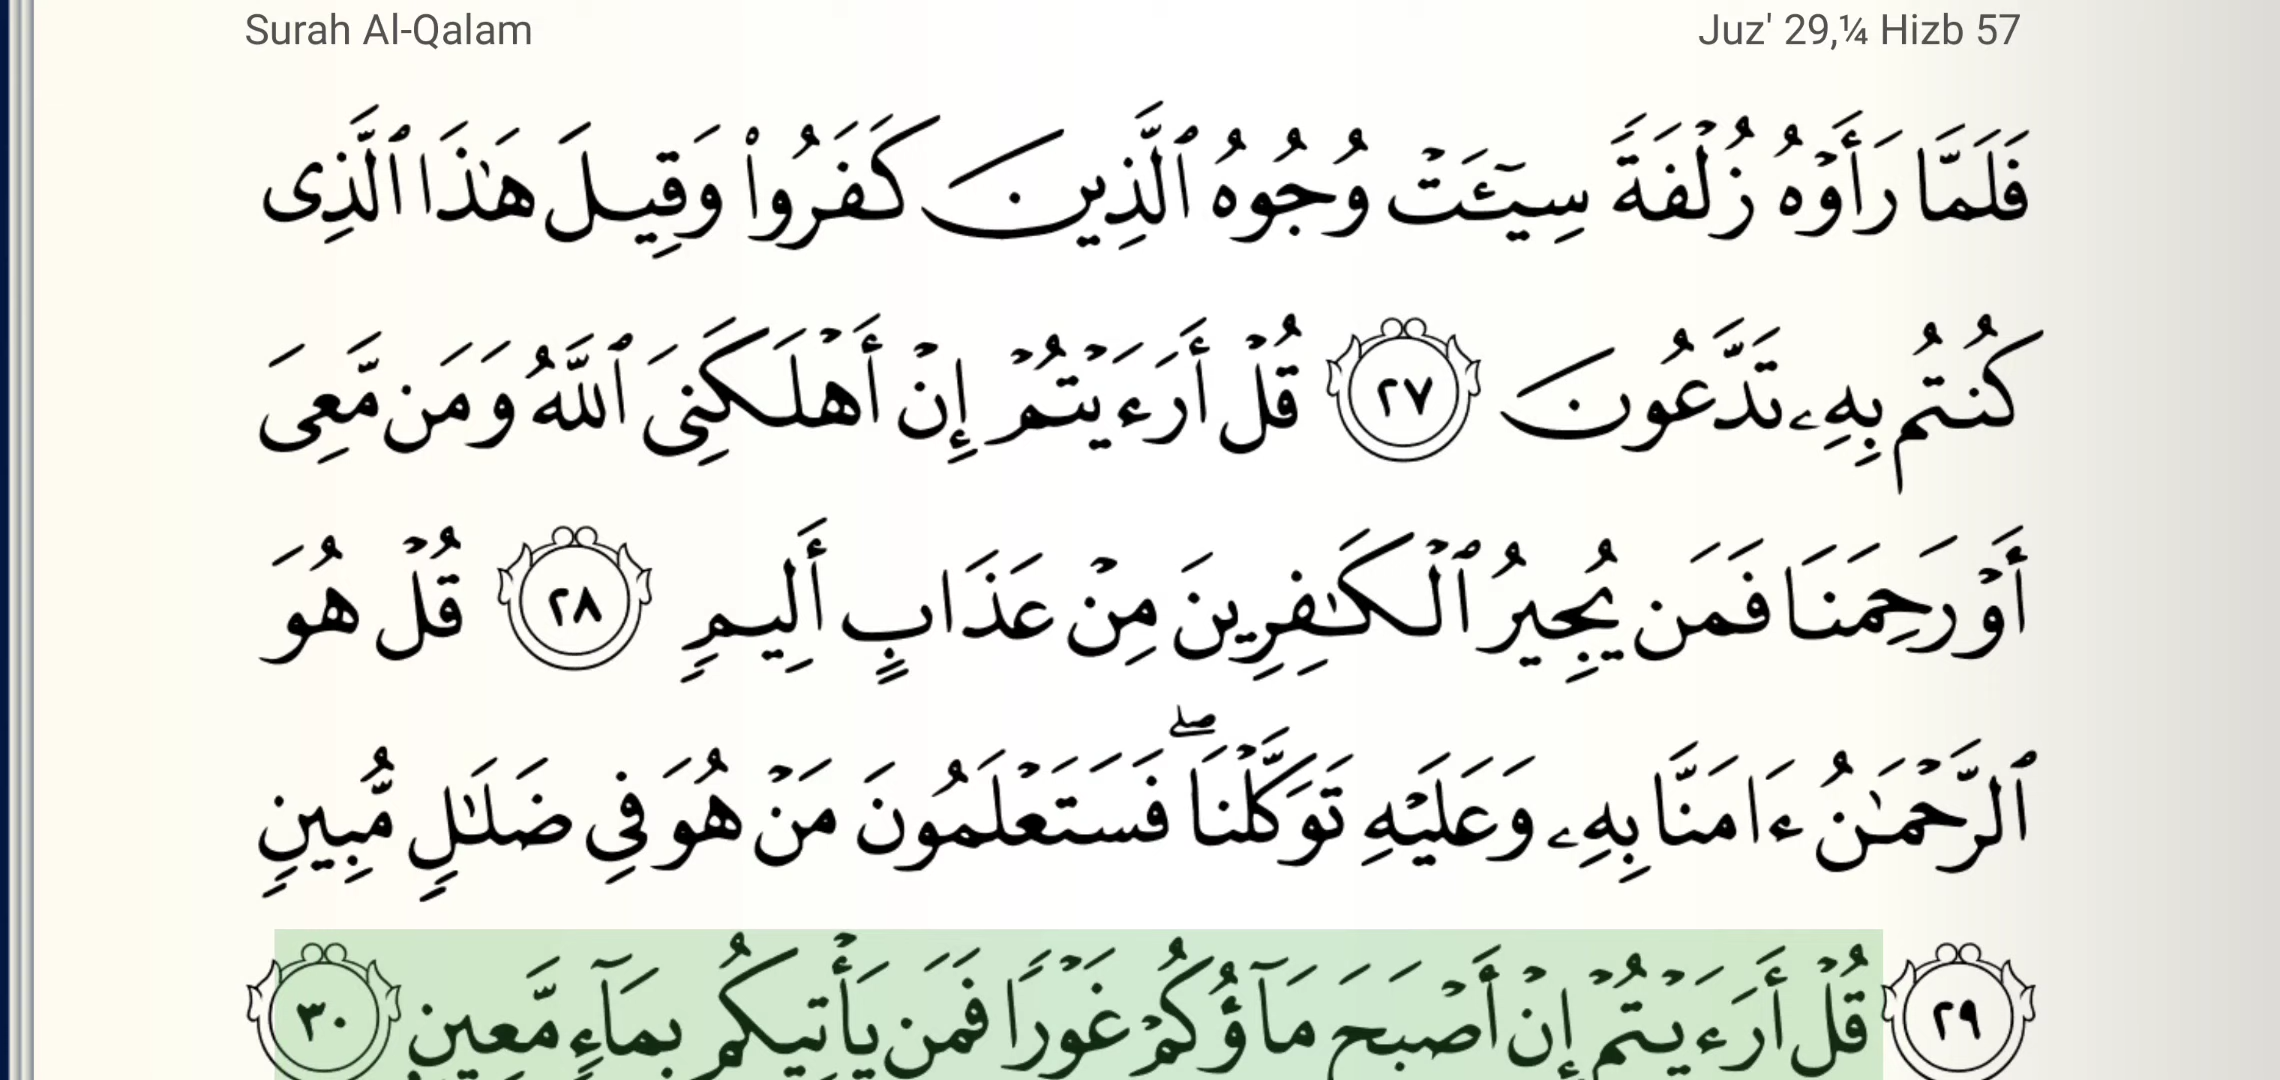 Surah Al-Qalam
Juz' 29,¼ Hizb 57
فَلَمَّا رَأَوۡهُ زُلۡفَةٗ سِيٓـَٔتۡ وُجُوهُ ٱلَّذِينَ كَفَرُواْ وَقِيلَ هَٰذَا ٱلَّذِى
كُنتُم بِهِۦ تَدَّعُونَ ٢٧ قُلۡ أَرَءَيۡتُمۡ إِنۡ أَهۡلَكَنِىَ ٱللَّهُ وَمَن مَّعِىَ
أَوۡ رَحِمَنَا فَمَن يُجِيرُ ٱلۡكَٰفِرِينَ مِنۡ عَذَابٍ أَلِيمٖ ٢٨ قُلۡ هُوَ
ٱلرَّحۡمَٰنُ ءَامَنَّا بِهِۦ وَعَلَيۡهِ تَوَكَّلۡنَاۖ فَسَتَعۡلَمُونَ مَنۡ هُوَ فِى ضَلَٰلٖ مُّبِينٖ
٢٩ قُلۡ أَرَءَيۡتُمۡ إِنۡ أَصۡبَحَ مَآؤُكُمۡ غَوۡرٗا فَمَن يَأۡتِيكُم بِمَآءٖ مَّعِينِۭ ٣٠